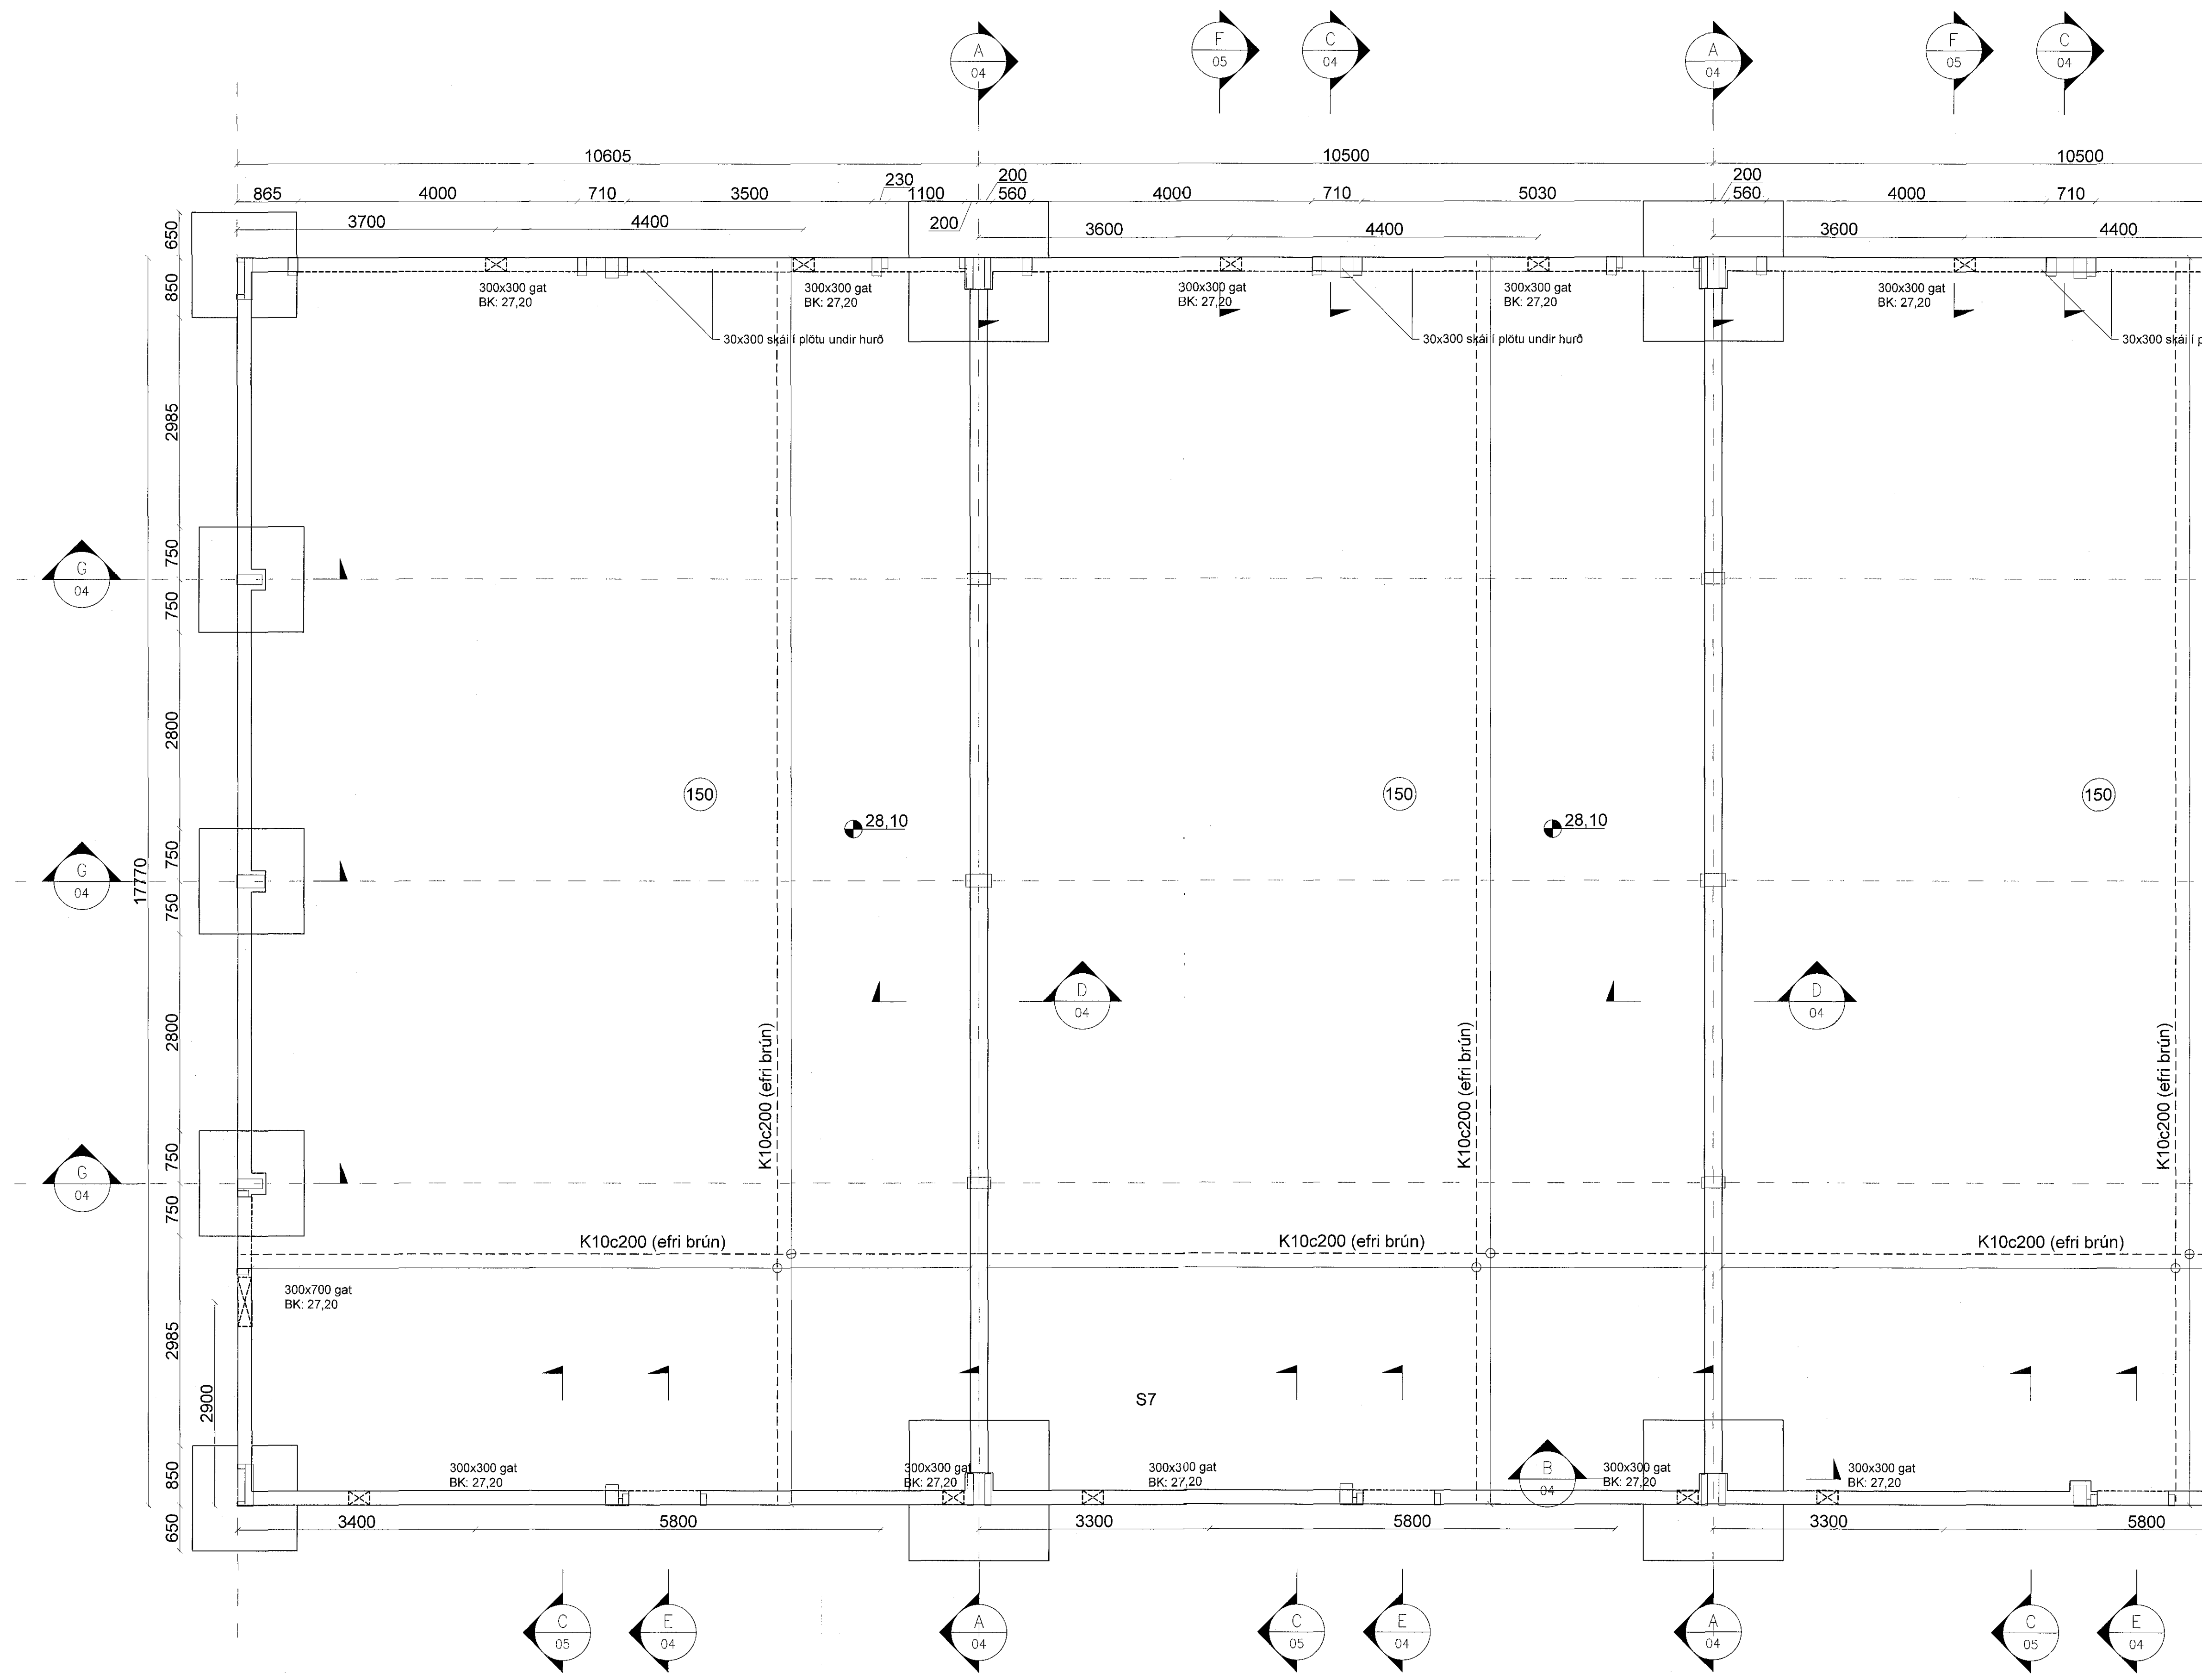 A
04
F
05
C
04
A
04
F
05
C
04
10605
10500
10500
865
4000
710
3500
230
1100
200
560
4000
710
5030
200
560
4000
710
200
3700
4400
3600
4400
3600
4400
650
850
300x300 gat
BK: 27,20
300x300 gat
BK: 27,20
300x300 gat
BK: 27,20
300x300 gat
BK: 27,20
300x300 gat
BK: 27,20
30x300 skái í plötu undir hurð
30x300 skái í plötu undir hurð
30x300 skái í p
2985
750
G
04
750
2800
150
150
150
28,10
28,10
750
G
04
17770
750
D
04
D
04
2800
K10c200 (efri brún)
K10c200 (efri brún)
K10c200 (efri brún)
750
G
04
750
K10c200 (efri brún)
K10c200 (efri brún)
K10c200 (efri brún)
300x700 gat
BK: 27,20
2985
2900
S7
850
300x300 gat
BK: 27,20
300x300 gat
BK: 27,20
300x300 gat
BK: 27,20
B
04
300x300 gat
BK: 27,20
300x300 gat
BK: 27,20
650
3400
5800
3300
5800
3300
5800
C
05
E
04
A
04
C
05
E
04
A
04
C
05
E
04